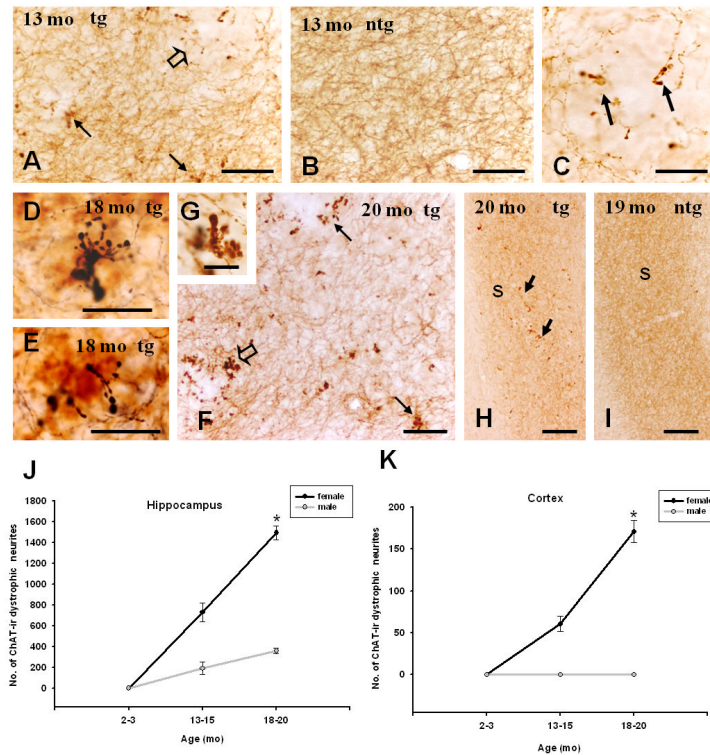 13 mo tg
A
13 mo ntg
B
C
D
18 mo tg
G
20 mo tg
F
18 mo tg
E
20 mo tg
S
H
19 mo ntg
S
I
J
Hippocampus
female
male
No. of ChAT-ir dystrophic neurites
1800
1600
1400
1200
1000
800
600
400
200
0
*
2-3
13-15
18-20
Age (mo)
K
Cortex
female
male
No. of ChAT-ir dystrophic neurites
200
150
100
50
0
*
2-3
13-15
18-20
Age (mo)